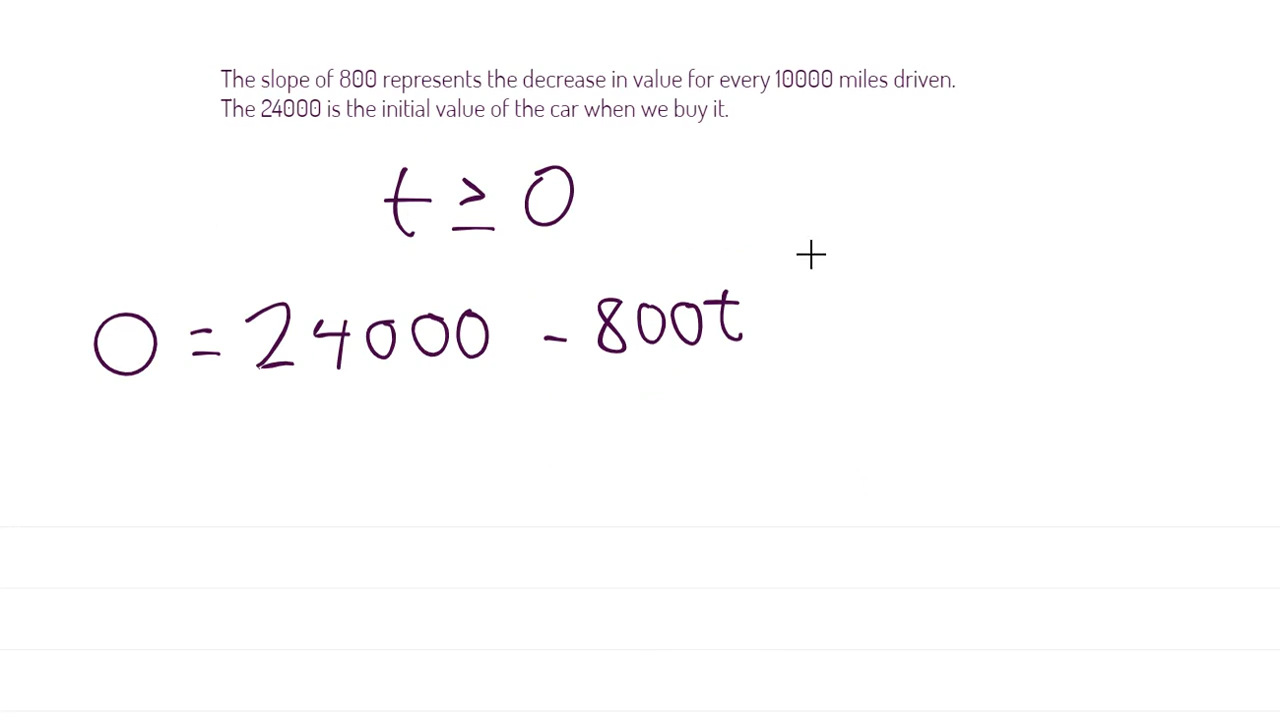 The slope of 800 represents the decrease in value for every 10000 miles driven.
The 24000 is the initial value of the car when we buy it.
t ≥ 0
0 = 24000 - 800t